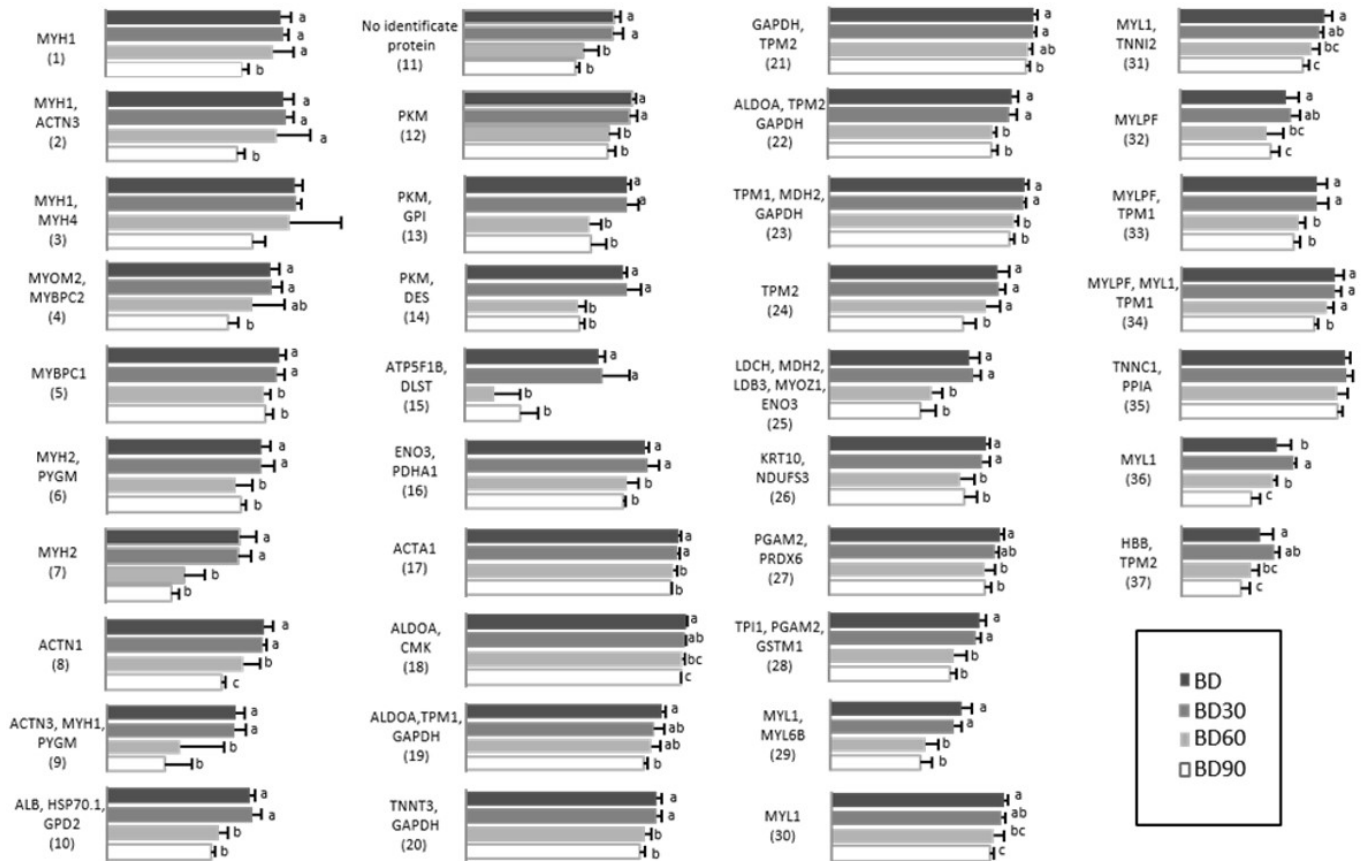 MYH1
(1)
a
a
a
b
MYH1,
ACTN3
(2)
a
a
a
b
MYH1,
MYH4
(3)
MYOM2,
MYBPC2
(4)
a
a
ab
b
MYBPC1
(5)
a
a
b
b
MYH2,
PYGM
(6)
a
a
b
b
MYH2
(7)
a
a
b
b
ACTN1
(8)
a
a
b
c
ACTN3, MYH1,
PYGM
(9)
a
a
b
b
ALB, HSP70.1,
GPD2
(10)
a
a
b
b
No identificate
protein
(11)
a
a
b
b
PKM
(12)
a
a
b
b
PKM,
GPI
(13)
a
a
b
b
PKM,
DES
(14)
a
a
b
b
ATP5F1B,
DLST
(15)
a
a
b
b
ENO3,
PDHA1
(16)
a
a
b
b
ACTA1
(17)
a
a
b
b
ALDOA,
CMK
(18)
a
ab
bc
c
ALDOA,TPM1,
GAPDH
(19)
a
ab
ab
b
TNNT3,
GAPDH
(20)
a
a
b
b
GAPDH,
TPM2
(21)
a
a
ab
b
ALDOA, TPM2
GAPDH
(22)
a
a
b
b
TPM1, MDH2,
GAPDH
(23)
a
a
b
b
TPM2
(24)
a
a
a
b
LDCH, MDH2,
LDB3, MYOZ1,
ENO3
(25)
a
a
b
b
KRT10,
NDUFS3
(26)
a
a
b
b
PGAM2,
PRDX6
(27)
a
ab
b
b
TPI1, PGAM2,
GSTM1
(28)
a
a
b
b
MYL1,
MYL6B
(29)
a
a
b
b
MYL1
(30)
a
ab
bc
c
MYL1,
TNNI2
(31)
a
ab
bc
c
MYLPF
(32)
a
ab
bc
c
MYLPF,
TPM1
(33)
a
a
b
b
MYLPF, MYL1,
TPM1
(34)
a
a
a
b
TNNC1,
PPIA
(35)
MYL1
(36)
b
a
b
c
HBB,
TPM2
(37)
a
ab
bc
c
BD
BD30
BD60
BD90